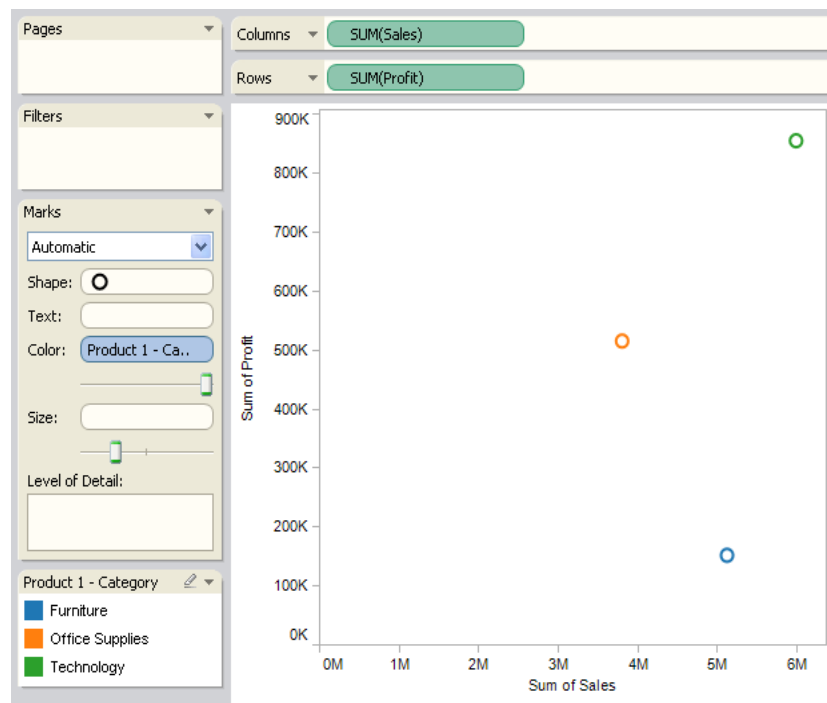 Pages
Columns SUM(Sales)
Rows SUM(Profit)
Filters
Marks
Automatic
Shape:
Text:
Color: Product 1 - Ca..
Size:
Level of Detail:
Product 1 - Category
Furniture
Office Supplies
Technology
Sum of Profit
900K
800K
700K
600K
500K
400K
300K
200K
100K
0K
0M 1M 2M 3M 4M 5M 6M
Sum of Sales